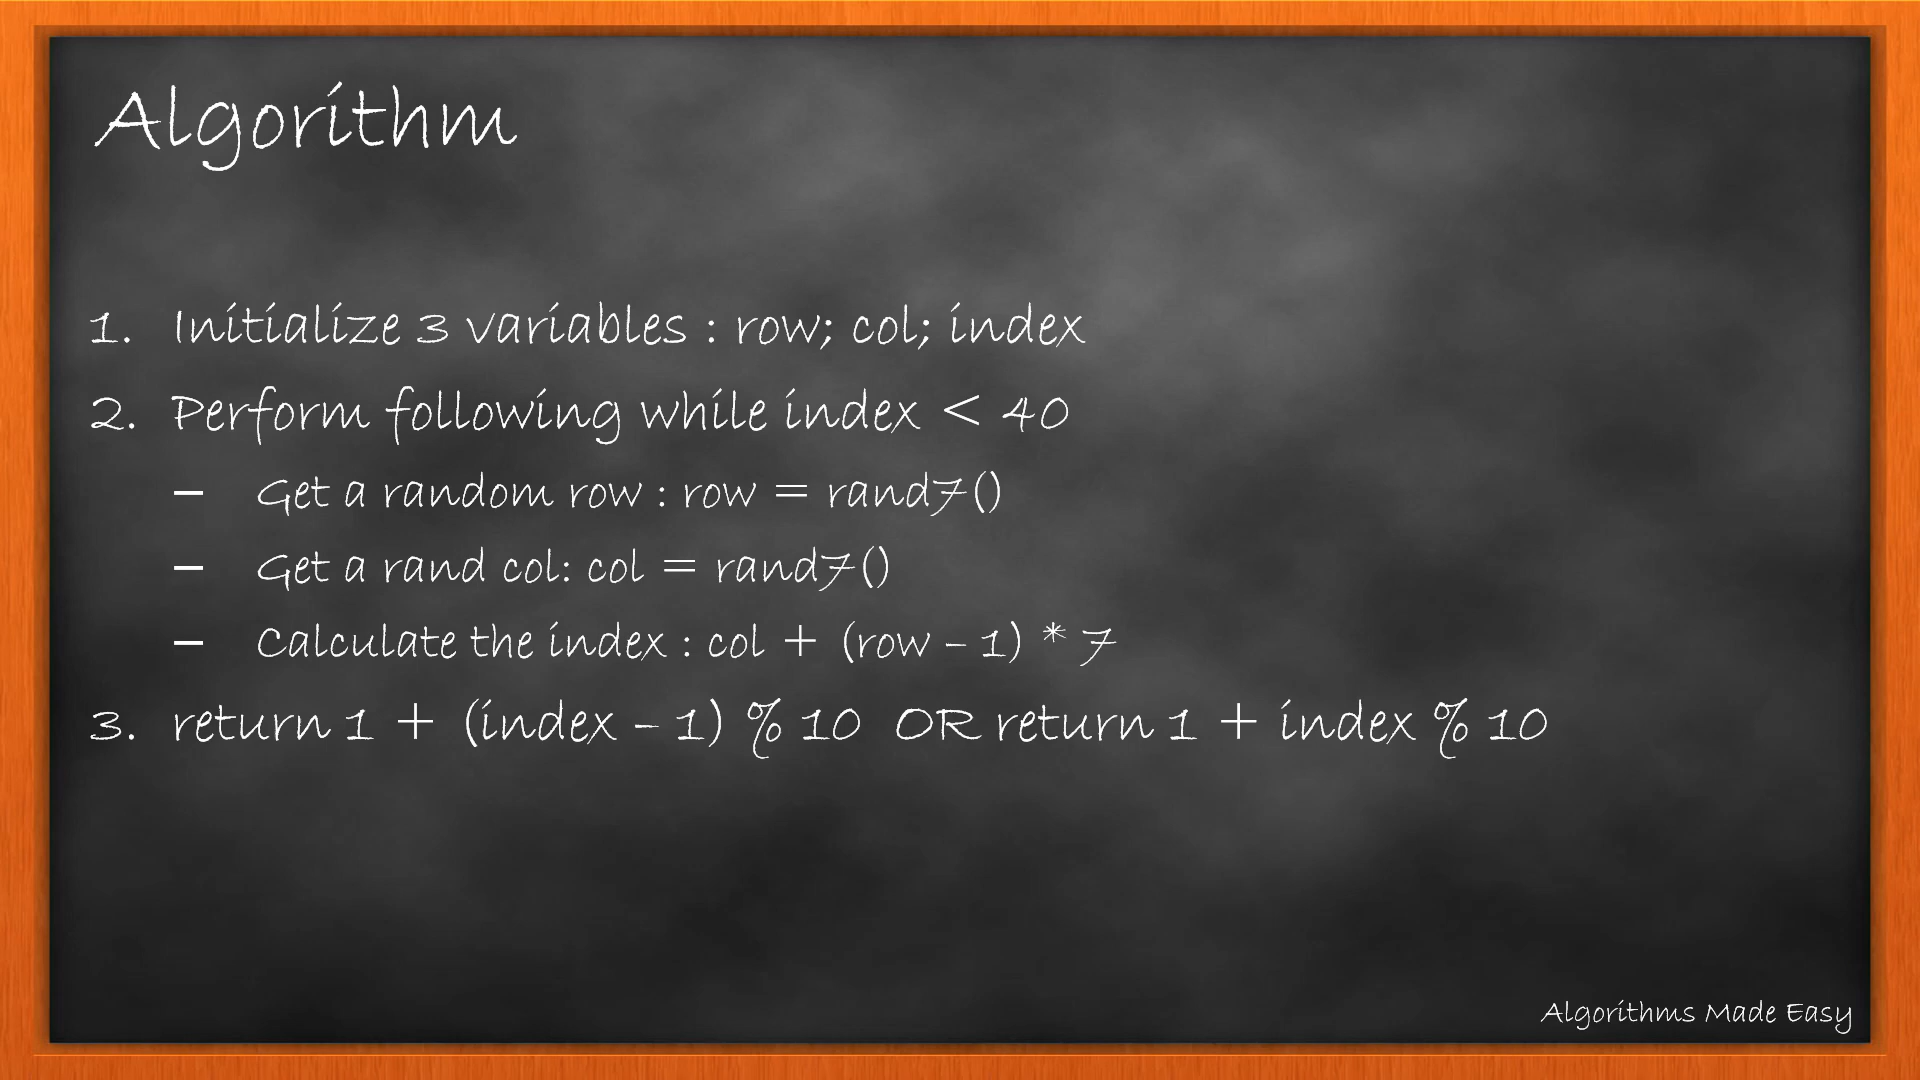 Algorithm
1. Initialize 3 variables : row; col; index
2. Perform following while index < 40
– Get a random row : row = rand7()
– Get a rand col: col = rand7()
– Calculate the index : col + (row – 1) * 7
3. return 1 + (index – 1) % 10 OR return 1 + index % 10
Algorithms Made Easy